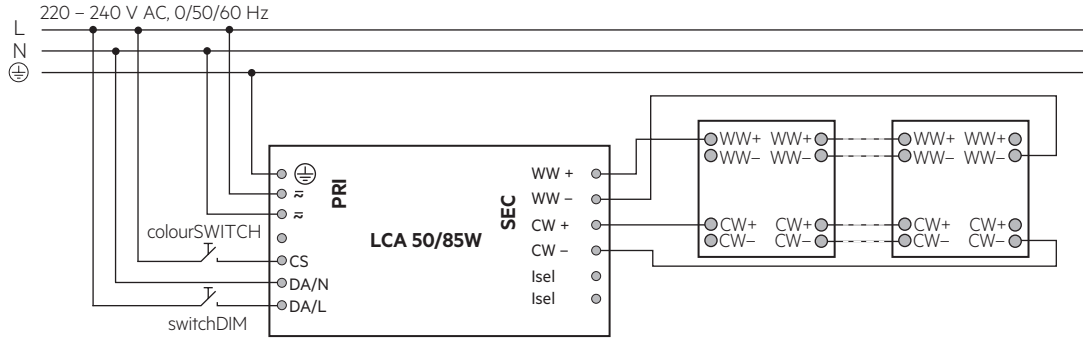 220 – 240 V AC, 0/50/60 Hz
L
N
PRI
SEC
LCA 50/85W
colourSWITCH
CS
DA/N
DA/L
switchDIM
WW +
WW –
CW +
CW –
Isel
Isel
WW+ WW+ WW+ WW+
WW– WW– WW– WW–
CW+ CW+ CW+ CW+
CW– CW– CW– CW–